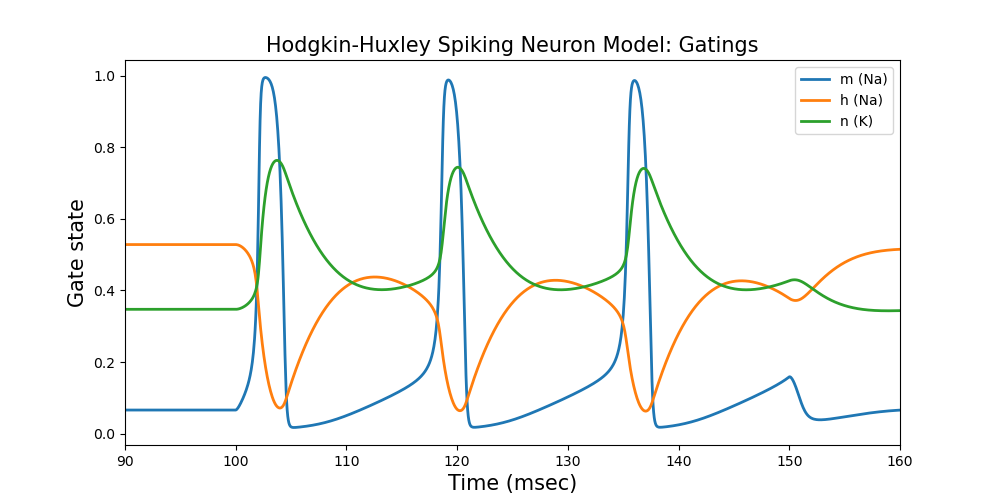 Hodgkin-Huxley Spiking Neuron Model: Gatings
m (Na)
h (Na)
n (K)
Gate state
1.0
0.8
0.6
0.4
0.2
0.0
90 100 110 120 130 140 150 160
Time (msec)